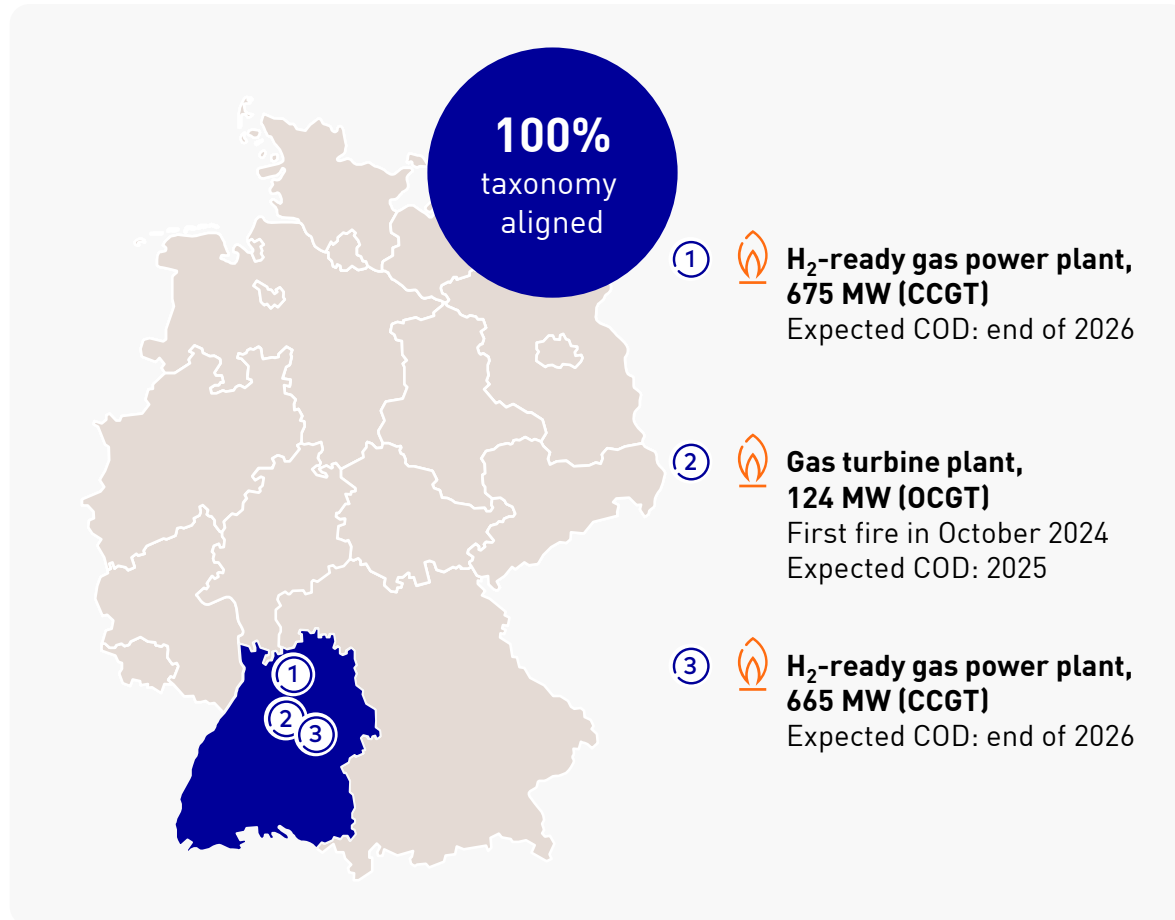 100%
taxonomy
aligned
1
H₂-ready gas power plant,
675 MW (CCGT)
Expected COD: end of 2026
2
Gas turbine plant,
124 MW (OCGT)
First fire in October 2024
Expected COD: 2025
3
H₂-ready gas power plant,
665 MW (CCGT)
Expected COD: end of 2026
1
2
3